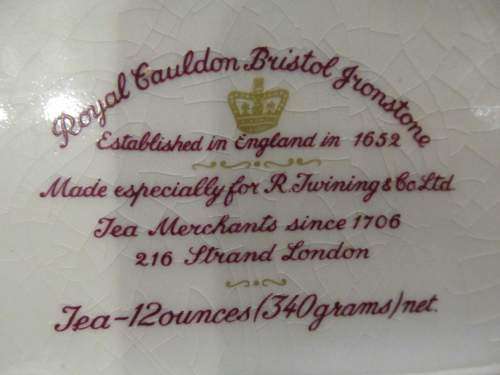 Royal Cauldon Bristol Ironstone
Established in England in 1652
Made especially for R. Twining & Co Ltd
Tea Merchants since 1706
216 Strand London
Tea-12ounces(340grams)net.